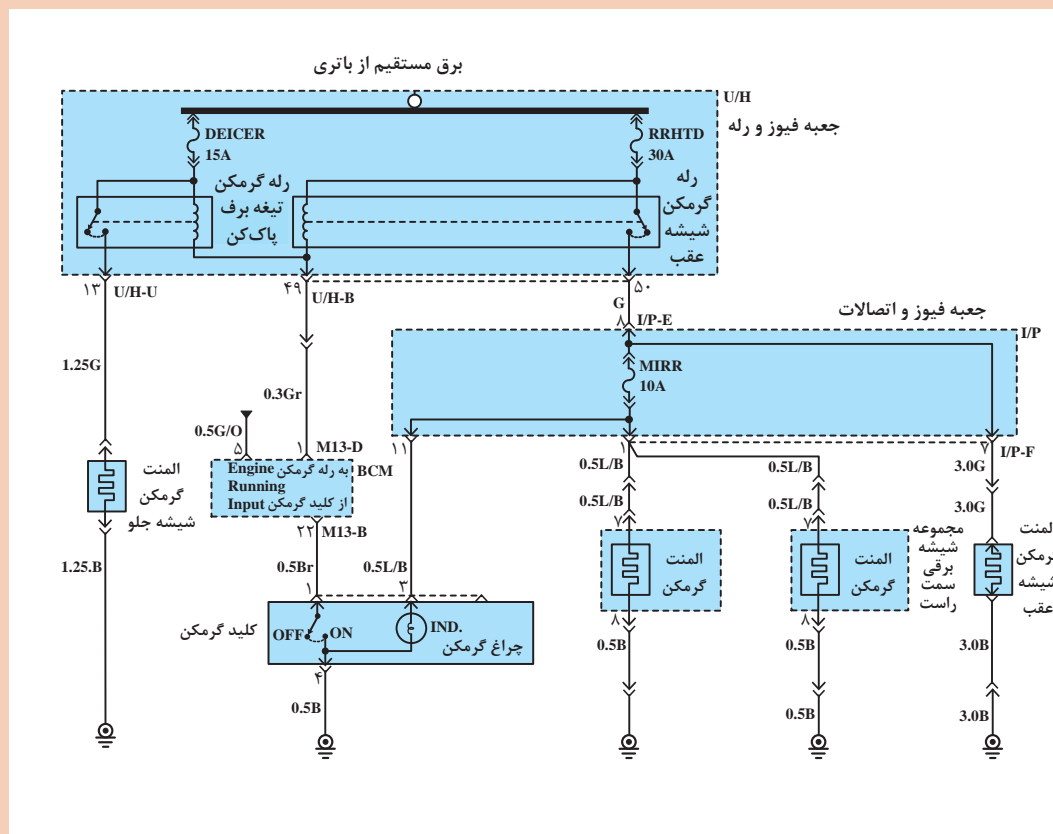 برق مستقیم از باتری
U/H
جعبه فیوز و رله
DEICER
15A
RRHTD
30A
رله گرمکن
تیغه برف
پاک‌کن
رله
گرمکن
شیشه
عقب
۱۳
U/H-U
۴۹
U/H-B
۵۰
G
۸
I/P-E
جعبه فیوز و اتصالات
I/P
MIRR
10A
1.25G
0.3Gr
0.5G/O
۵
۱
M13-D
۱۱
۱
۷
I/P-F
BCM
Engine به رله گرمکن
Running
Input از کلید گرمکن
۲۲
M13-B
المنت
گرمکن
شیشه جلو
0.5L/B
0.5L/B
3.0G
0.5L/B
0.5L/B
3.0G
۷
۷
المنت
گرمکن
المنت
گرمکن
مجموعه
شیشه
برقی
سمت
راست
المنت
گرمکن
شیشه
عقب
1.25.B
0.5Br
0.5L/B
۱
۳
۸
۸
0.5B
0.5B
3.0B
کلید گرمکن
OFF
ON
IND.
چراغ گرمکن
۴
0.5B
0.5B
3.0B